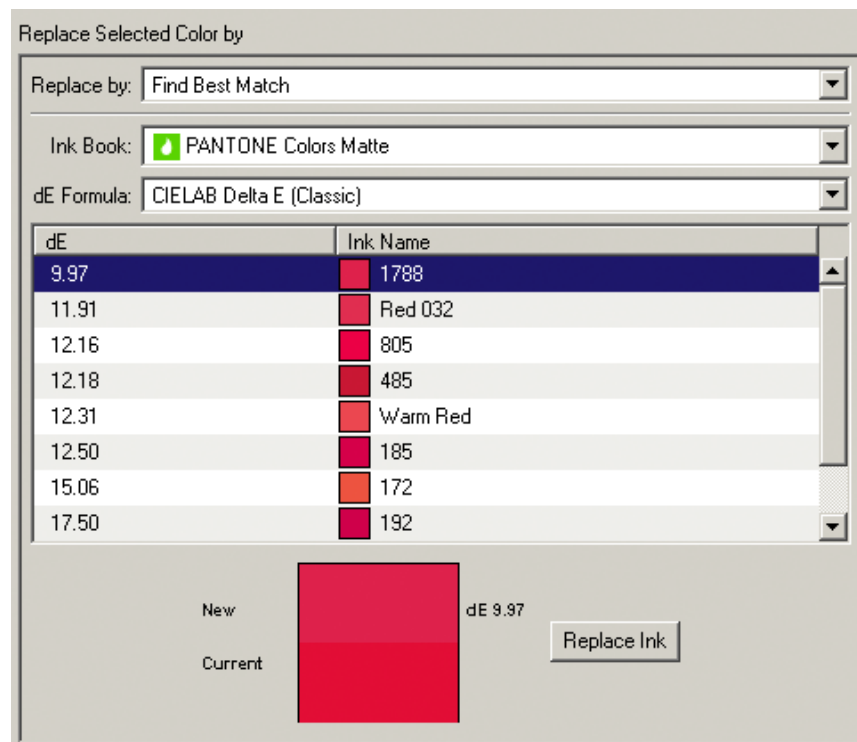 Replace Selected Color by
Replace by: Find Best Match
Ink Book: PANTONE Colors Matte
dE Formula: CIELAB Delta E (Classic)
dE Ink Name
9.97 1788
11.91 Red 032
12.16 805
12.18 485
12.31 Warm Red
12.50 185
15.06 172
17.50 192
New dE 9.97
Replace Ink
Current